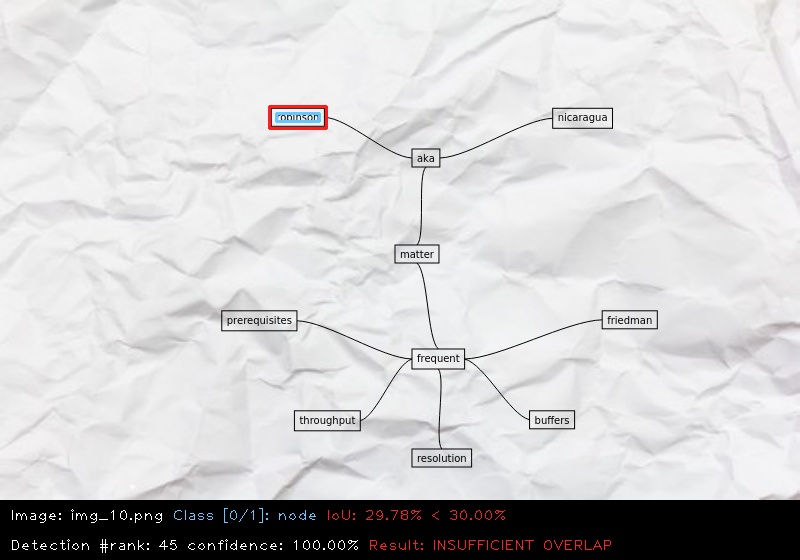 robinson
nicaragua
aka
matter
prerequisites
friedman
frequent
throughput
buffers
resolution
Image: img_10.png Class [0/1]: node IoU: 29.78% < 30.00%
Detection #rank: 45 confidence: 100.00% Result: INSUFFICIENT OVERLAP